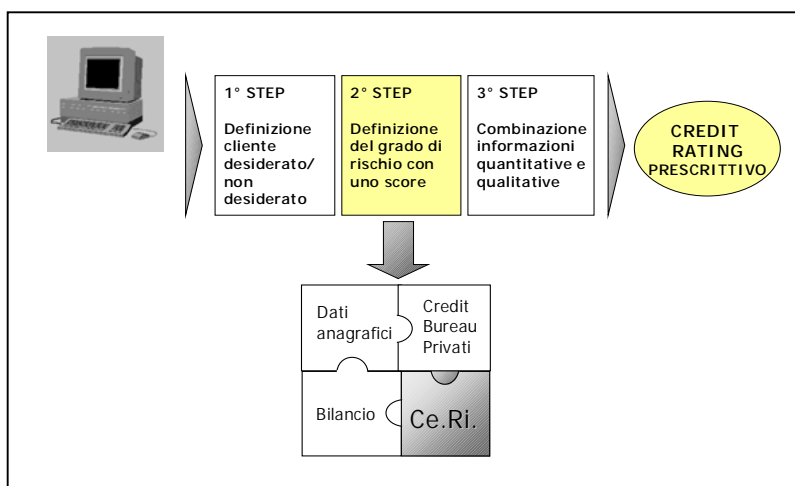 1° STEP
Definizione
cliente
desiderato/
non
desiderato
2° STEP
Definizione
del grado di
rischio con
uno score
3° STEP
Combinazione
informazioni
quantitative e
qualitative
CREDIT
RATING
PRESCRITTIVO
Dati
anagrafici
Credit
Bureau
Privati
Bilancio
Ce.Ri.